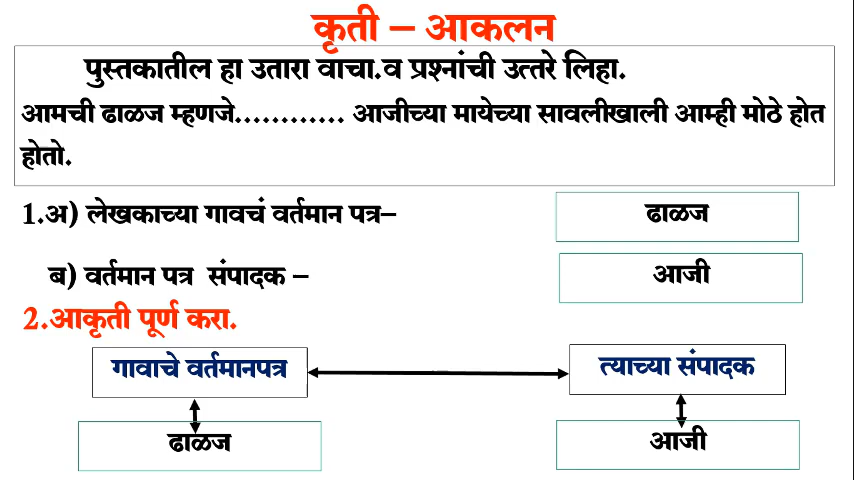 कृती – आकलन
पुस्तकातील हा उतारा वाचा.व प्रश्नांची उत्तरे लिहा.
आमची ढाळज म्हणजे............ आजीच्या मायेच्या सावलीखाली आम्ही मोठे होत
होतो.
1.अ) लेखकाच्या गावचं वर्तमान पत्र– ढाळज
ब) वर्तमान पत्र संपादक – आजी
2.आकृती पूर्ण करा.
गावाचे वर्तमानपत्र त्याच्या संपादक
ढाळज आजी